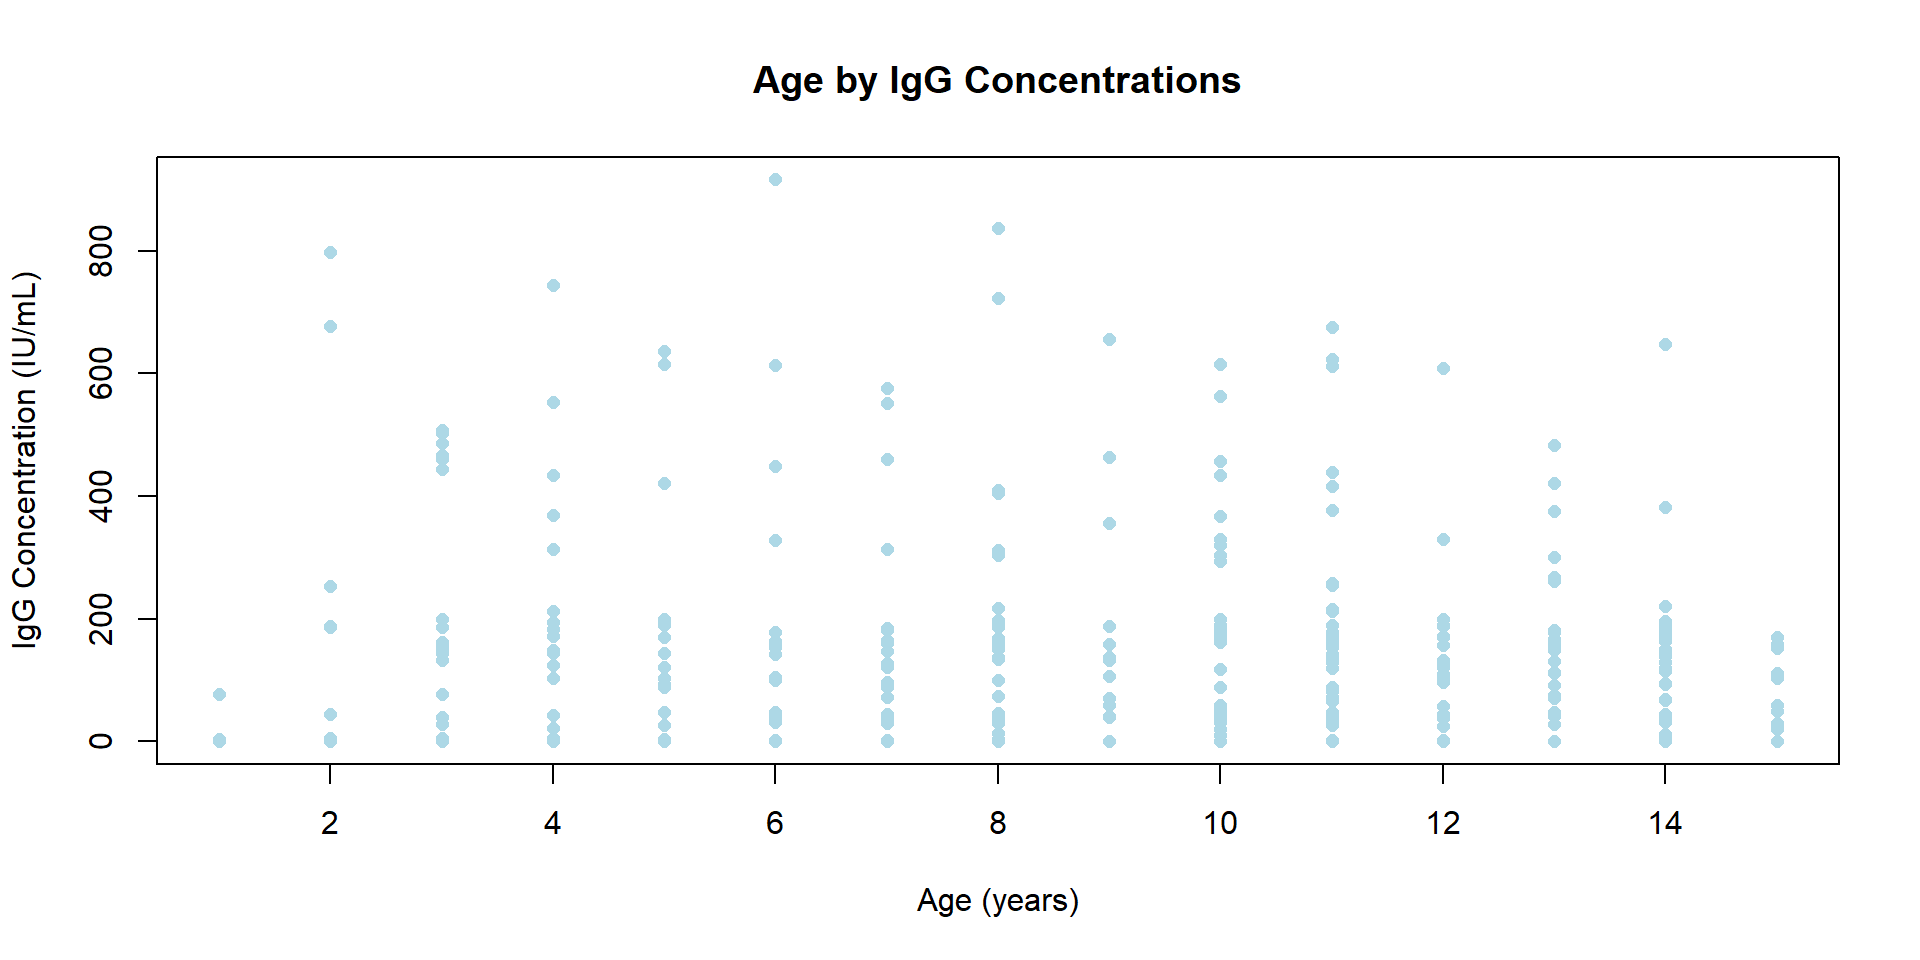 Age by IgG Concentrations
IgG Concentration (IU/mL)
800
600
400
200
0
2 4 6 8 10 12 14
Age (years)